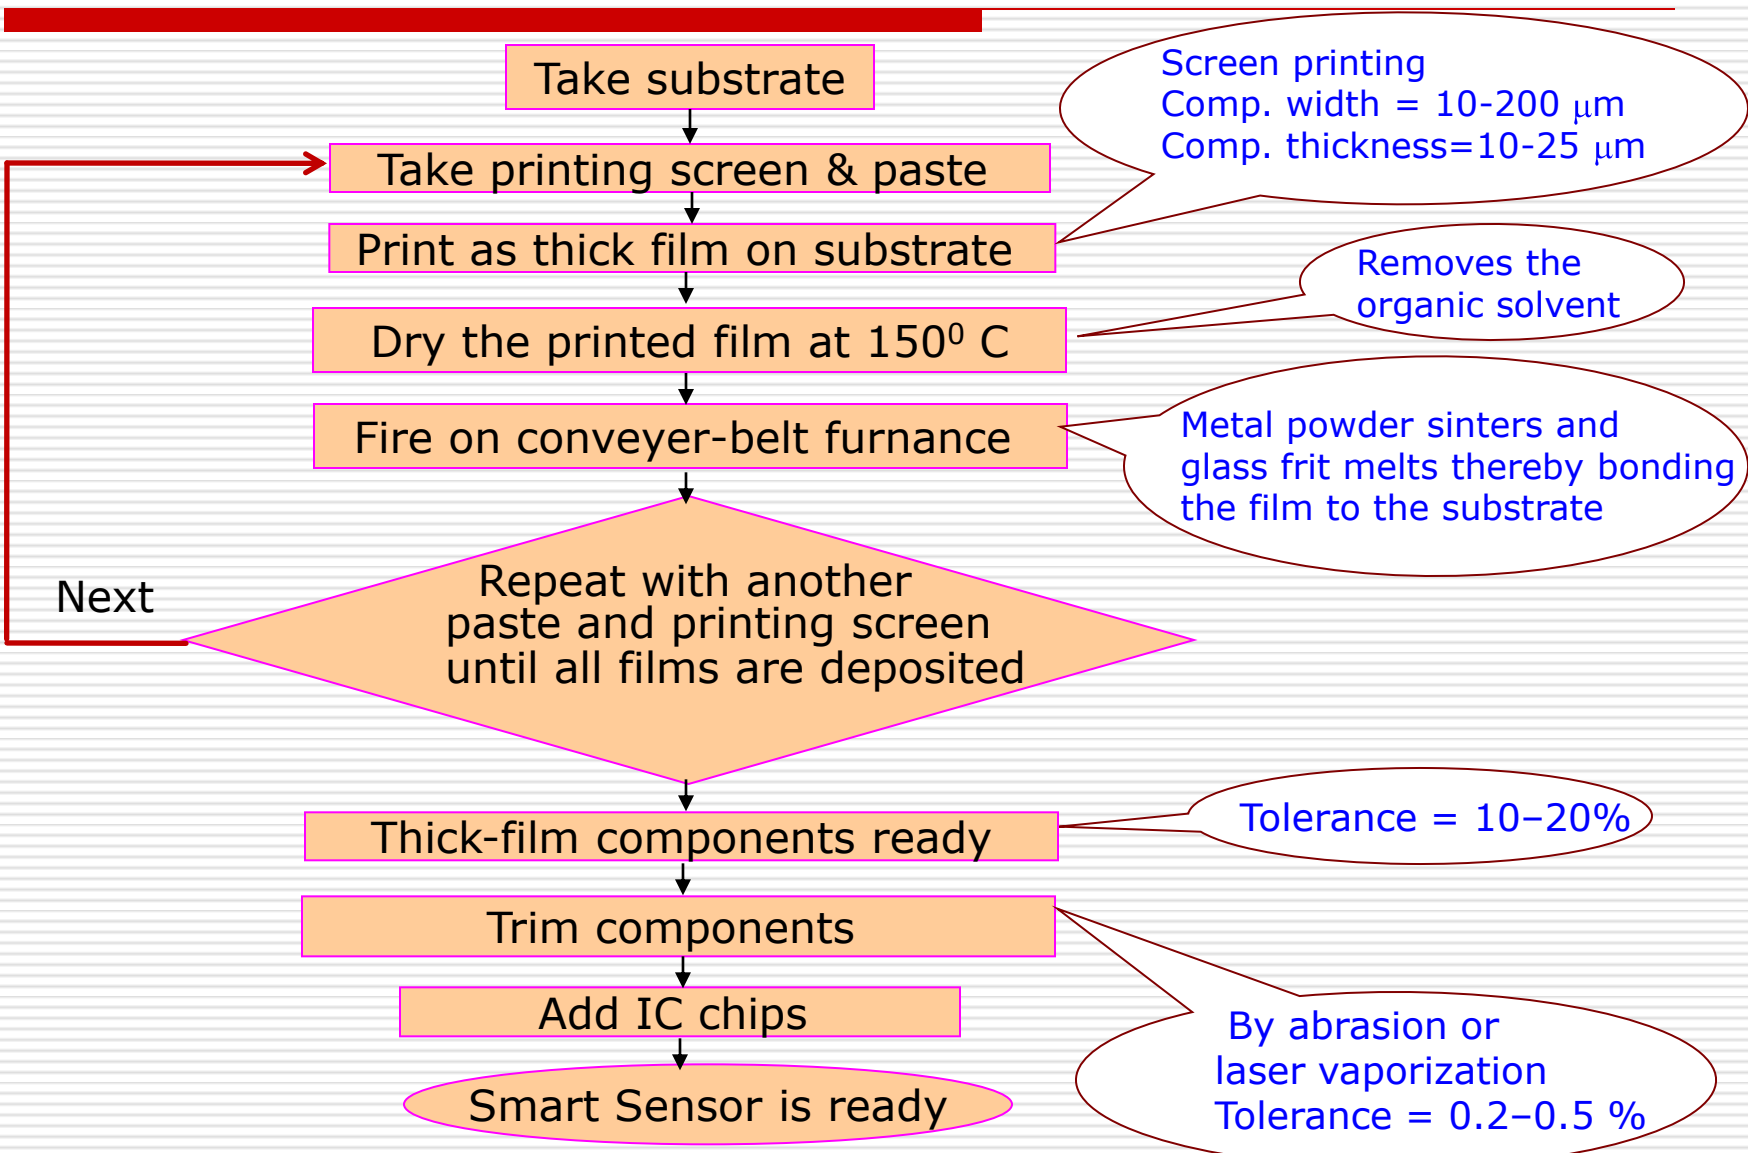 Take substrate
Screen printing
Comp. width = 10-200 μm
Comp. thickness=10-25 μm
Take printing screen & paste
Print as thick film on substrate
Removes the
organic solvent
Dry the printed film at 150⁰ C
Fire on conveyer-belt furnance
Metal powder sinters and
glass frit melts thereby bonding
the film to the substrate
Next
Repeat with another
paste and printing screen
until all films are deposited
Thick-film components ready
Tolerance = 10–20%
Trim components
By abrasion or
laser vaporization
Tolerance = 0.2–0.5 %
Add IC chips
Smart Sensor is ready